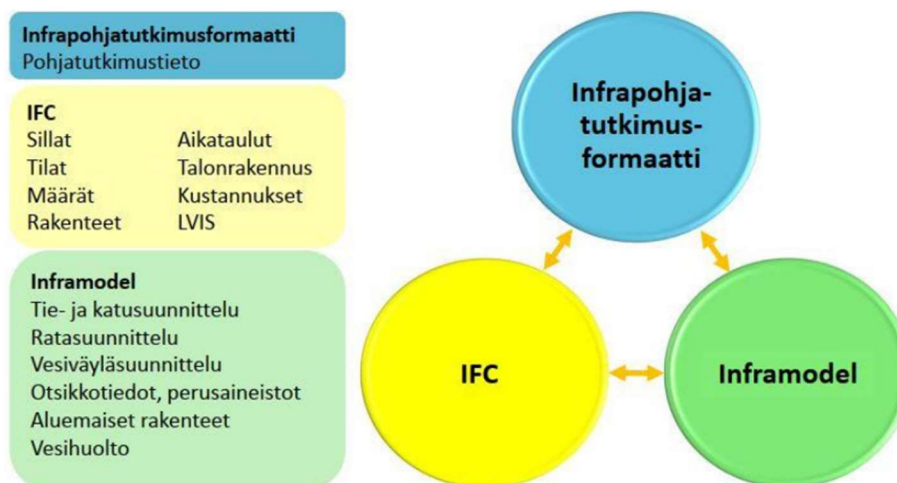 Infrapohjatutkimusformaatti
Pohjatutkimustieto
IFC
Sillat Aikataulut
Tilat Talonrakennus
Määrät Kustannukset
Rakenteet LVIS
Inframodel
Tie- ja katusuunnittelu
Ratasuunnittelu
Vesiväyläsuunnittelu
Otsikkotiedot, perusaineistot
Aluemaiset rakenteet
Vesihuolto
Infrapohja-
tutkimus-
formaatti
IFC
Inframodel